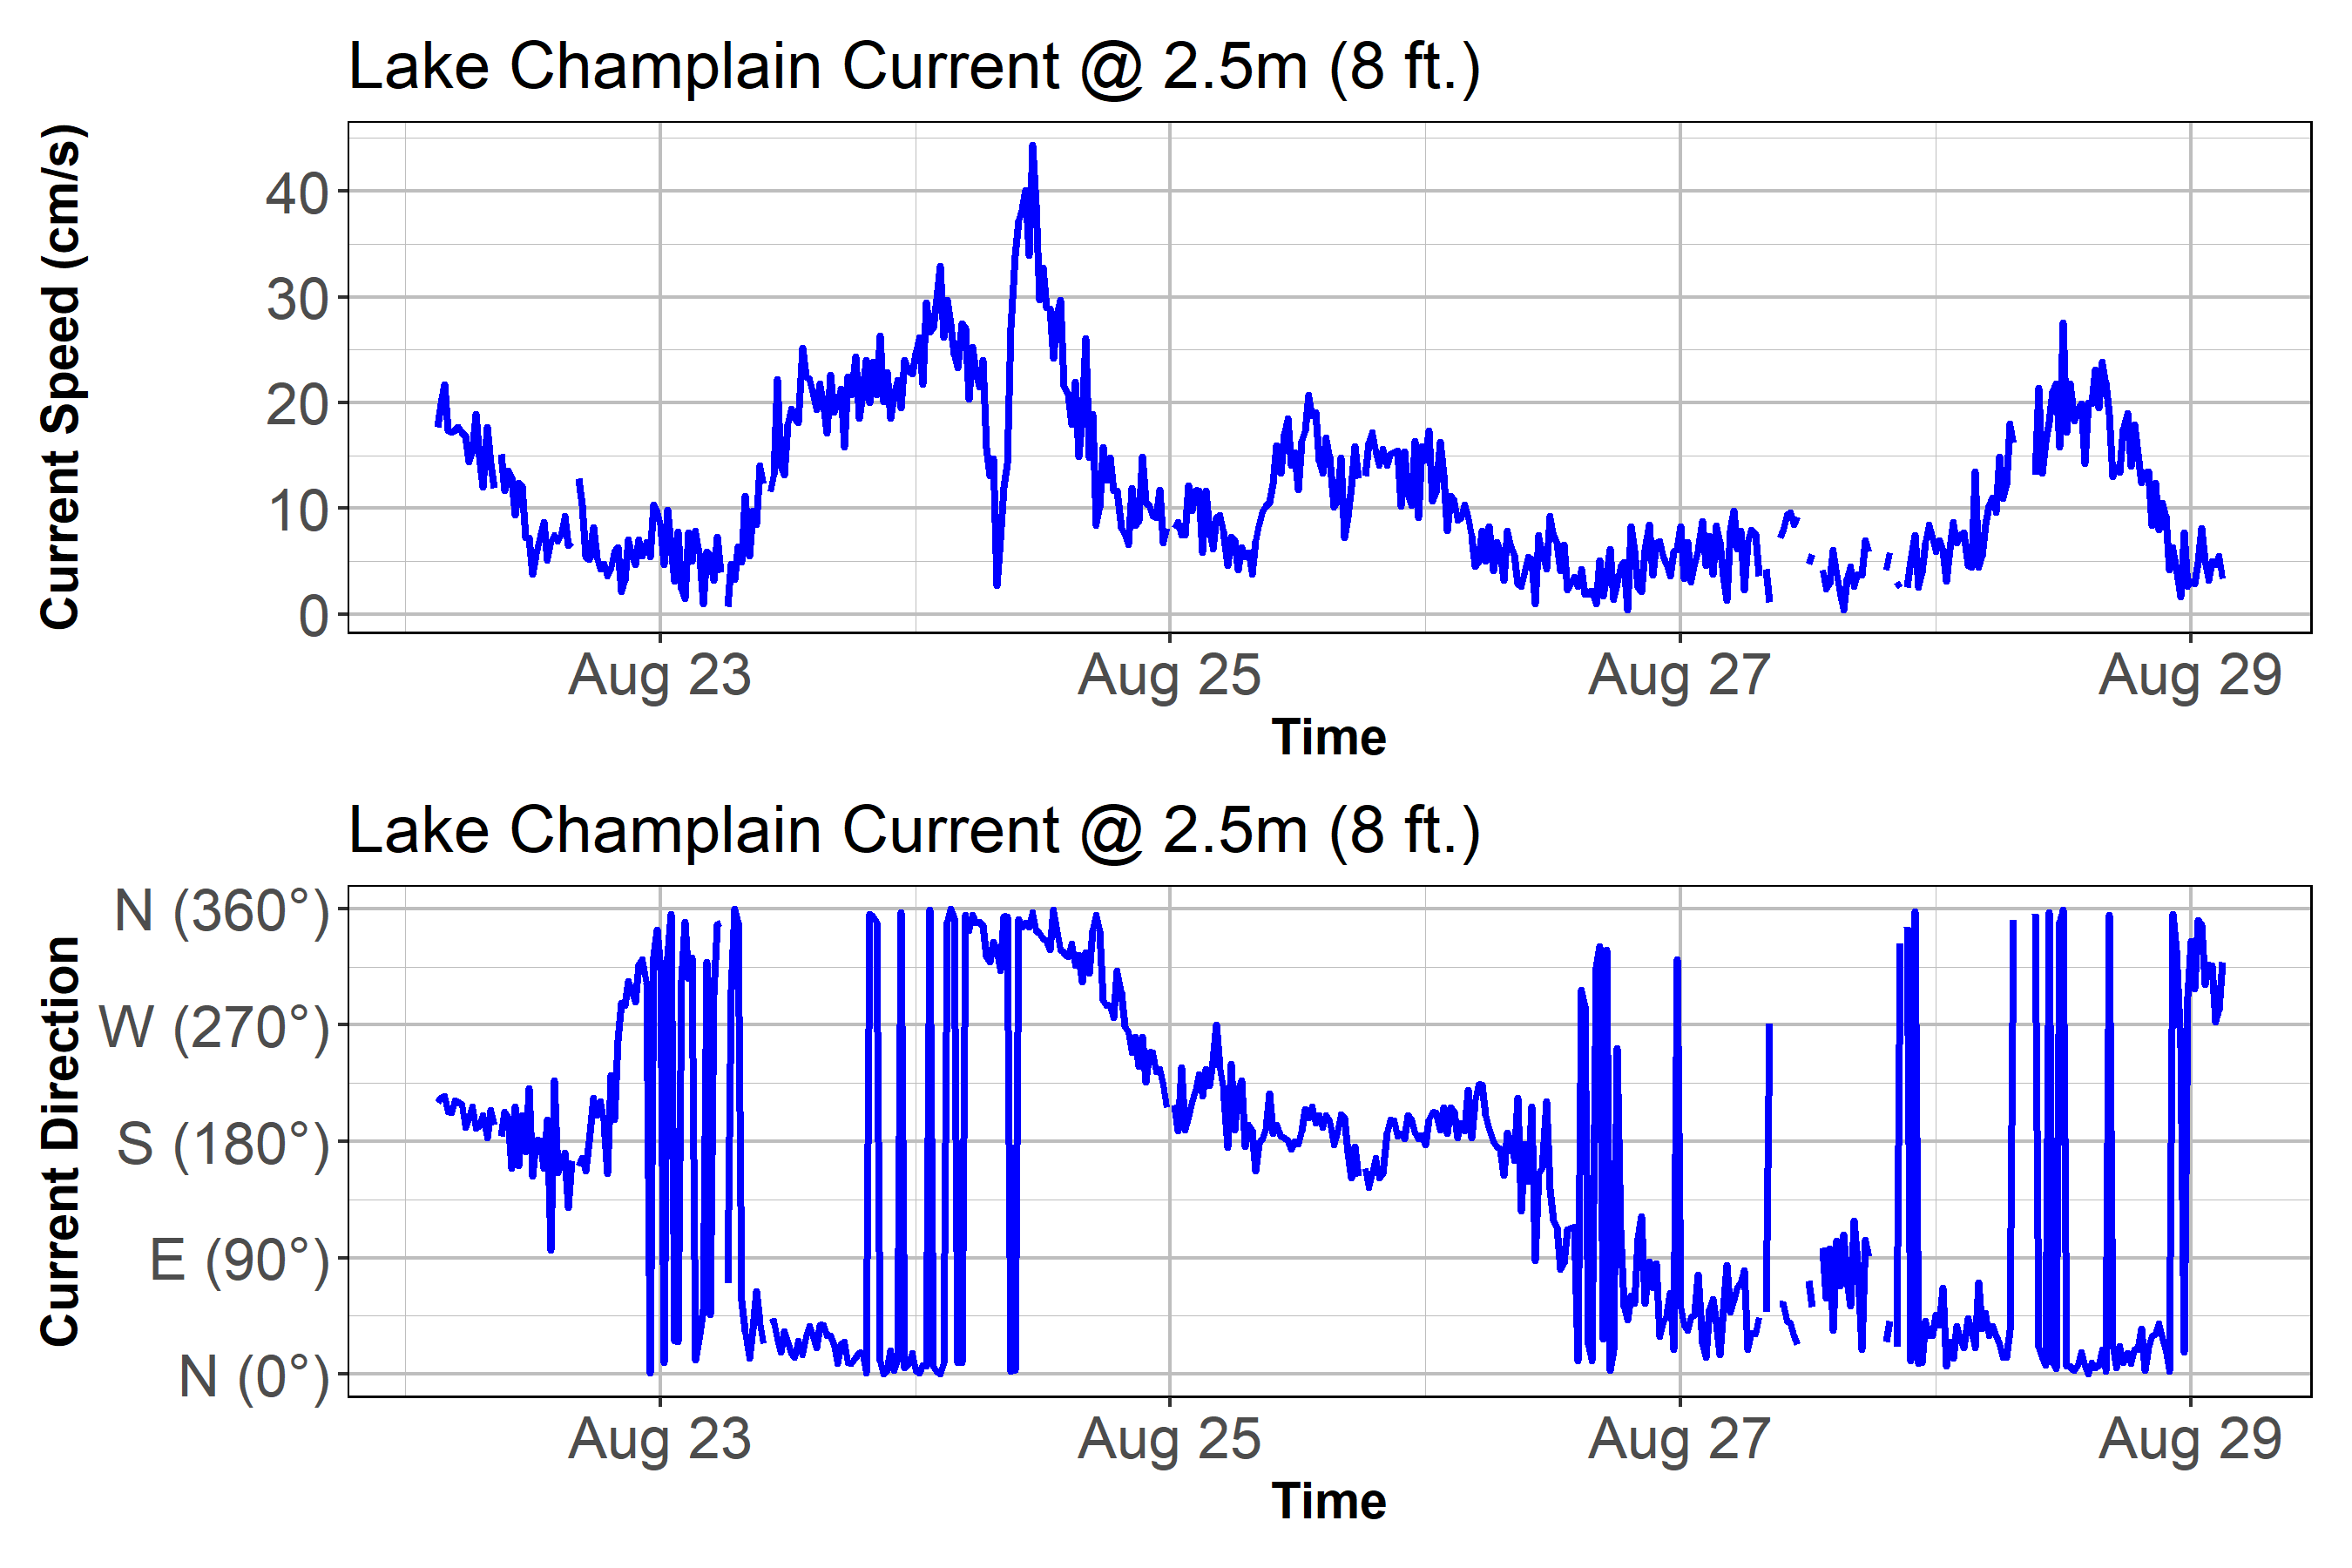 Lake Champlain Current @ 2.5m (8 ft.)
Current Speed (cm/s)
40
30
20
10
0
Aug 23 Aug 25 Aug 27 Aug 29
Time
Lake Champlain Current @ 2.5m (8 ft.)
Current Direction
N (360°)
W (270°)
S (180°)
E (90°)
N (0°)
Aug 23 Aug 25 Aug 27 Aug 29
Time